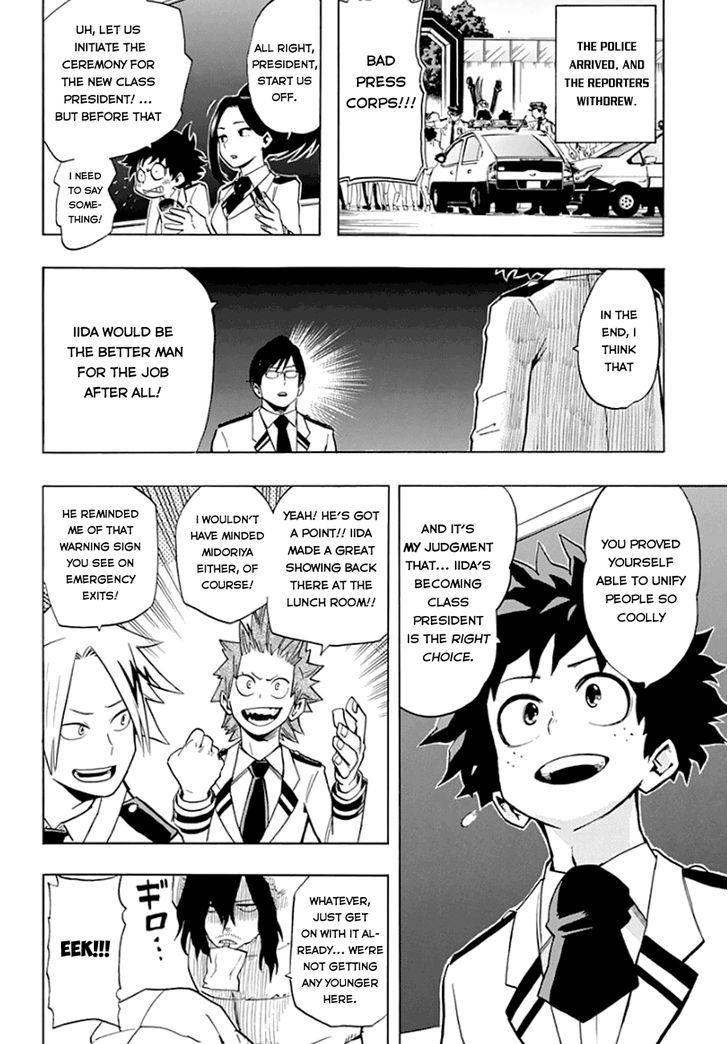 THE POLICE
ARRIVED, AND
THE REPORTERS
WITHDREW.
BAD
PRESS
CORPS!!!
ALL RIGHT,
PRESIDENT,
START US
OFF.
UH, LET US
INITIATE THE
CEREMONY FOR
THE NEW CLASS
PRESIDENT! ...
BUT BEFORE THAT
I NEED
TO SAY
SOME-
THING!
IN THE
END, I
THINK
THAT
IIDA WOULD BE
THE BETTER MAN
FOR THE JOB
AFTER ALL!
YOU PROVED
YOURSELF
ABLE TO UNIFY
PEOPLE SO
COOLLY
AND IT'S
MY JUDGMENT
THAT... IIDA'S
BECOMING
CLASS
PRESIDENT
IS THE RIGHT
CHOICE.
YEAH! HE'S GOT
A POINT!! IIDA
MADE A GREAT
SHOWING BACK
THERE AT THE
LUNCH ROOM!!
I WOULDN'T
HAVE MINDED
MIDORIYA
EITHER, OF
COURSE!
HE REMINDED
ME OF THAT
WARNING SIGN
YOU SEE ON
EMERGENCY
EXITS!
WHATEVER,
JUST GET
ON WITH IT AL-
READY... WE'RE
NOT GETTING
ANY YOUNGER
HERE.
ギロ...
EEK!!!